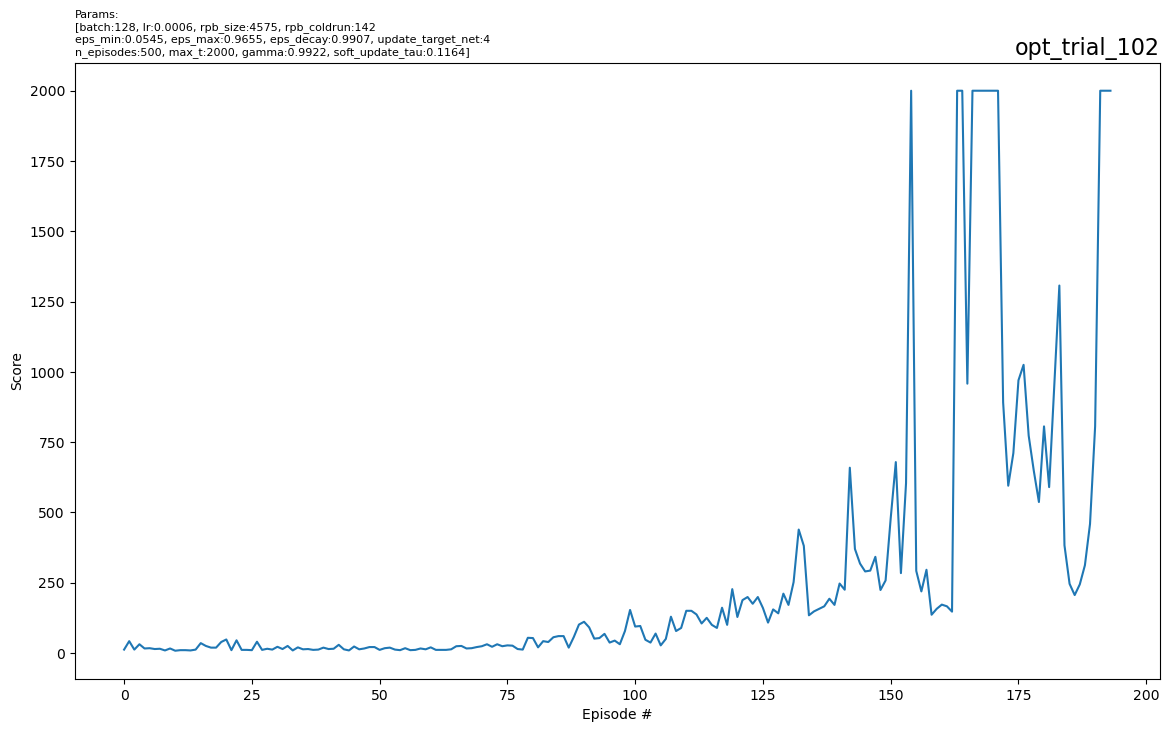 Params:
[batch:128, lr:0.0006, rpb_size:4575, rpb_coldrun:142
eps_min:0.0545, eps_max:0.9655, eps_decay:0.9907, update_target_net:4
n_episodes:500, max_t:2000, gamma:0.9922, soft_update_tau:0.1164]
opt_trial_102
2000
1750
1500
1250
1000
750
500
250
0
Score
0 25 50 75 100 125 150 175 200
Episode #